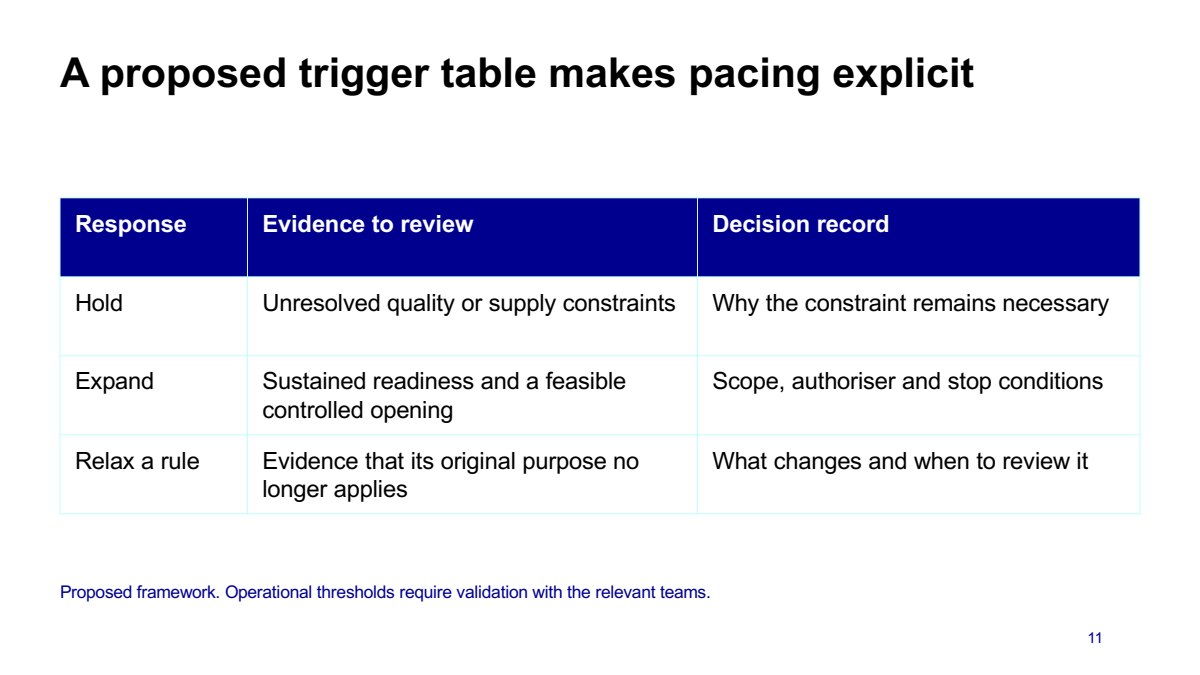 A proposed trigger table makes pacing explicit
Response
Evidence to review
Decision record
Hold
Unresolved quality or supply constraints
Why the constraint remains necessary
Expand
Sustained readiness and a feasible
controlled opening
Scope, authoriser and stop conditions
Relax a rule
Evidence that its original purpose no
longer applies
What changes and when to review it
Proposed framework. Operational thresholds require validation with the relevant teams.
11